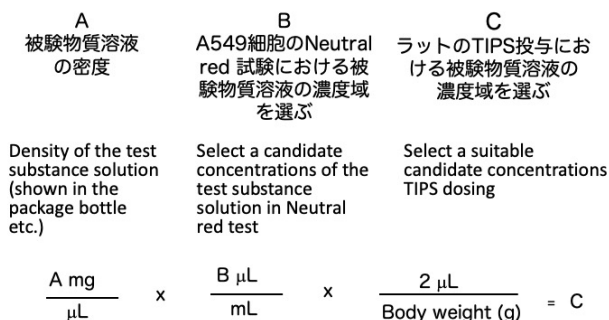 A
被験物質溶液
の密度
B
A549細胞のNeutral
red 試験における被
験物質溶液の濃度域
を選ぶ
C
ラットのTIPS投与にお
ける被験物質溶液の
濃度域を選ぶ
Density of the test
substance solution
(shown in the
package bottle
etc.)
Select a candidate
concentrations of the
test substance
solution in Neutral
red test
Select a suitable
candidate concentrations
TIPS dosing
A mg
μL
x
B μL
mL
x
2 μL
Body weight (g)
= C